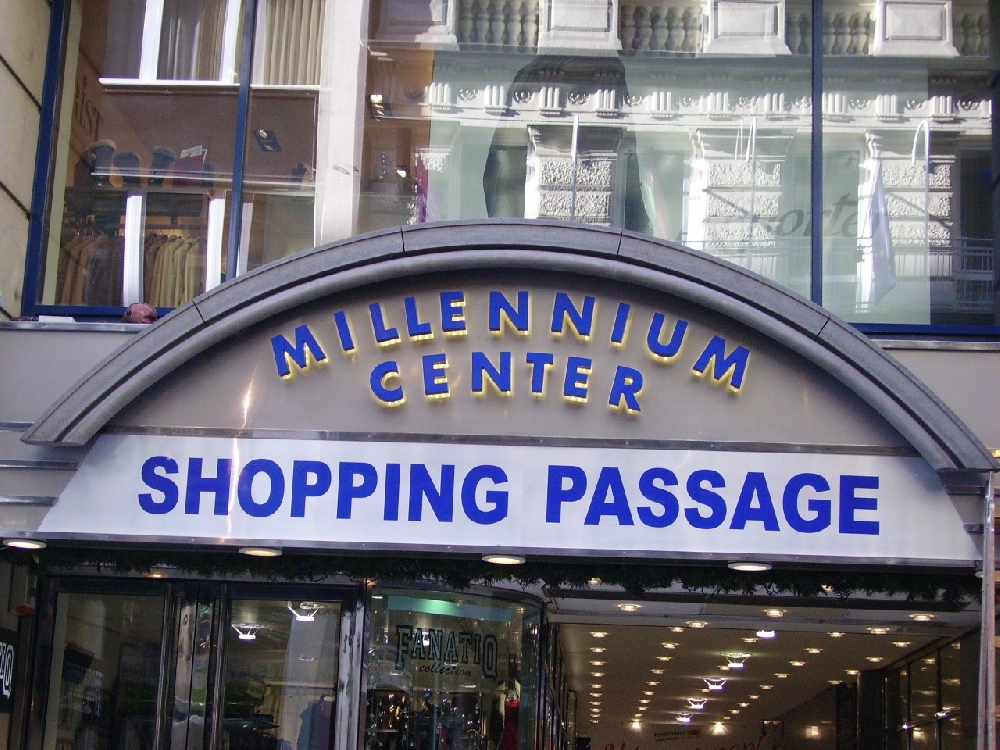 MILLENNIUM
CENTER
SHOPPING PASSAGE
FANATIQ
collection